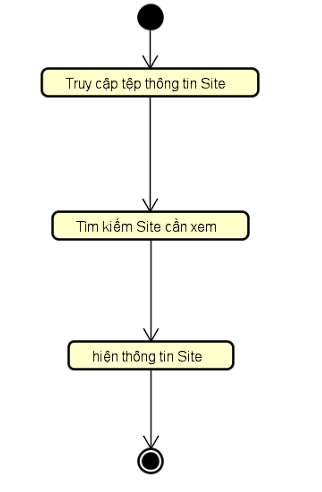 Truy cập tệp thông tin Site
Tìm kiếm Site cần xem
hiện thông tin Site